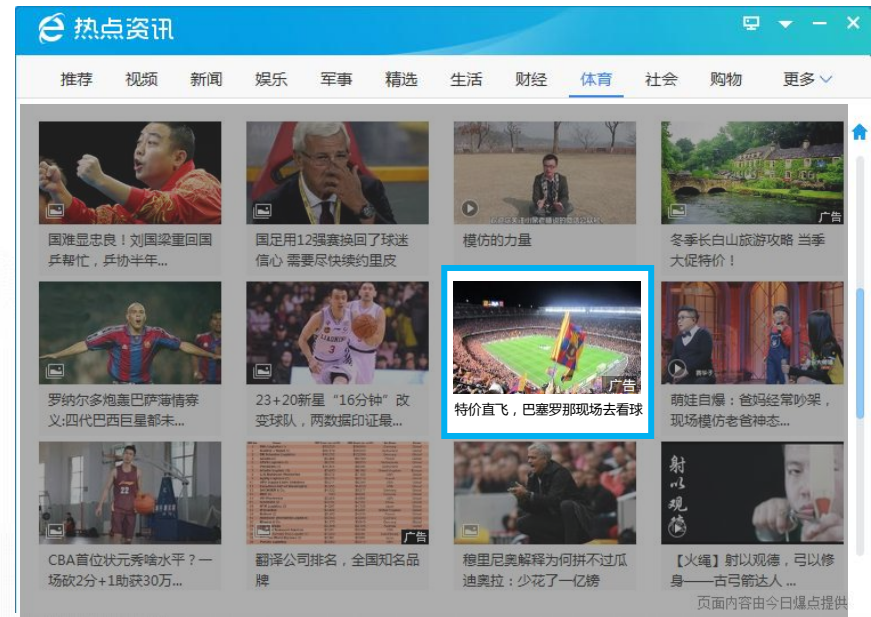 热点资讯
推荐 视频 新闻 娱乐 军事 精选 生活 财经 体育 社会 购物 更多
广告
国难显忠良！刘国梁重回国
乒帮忙，乒协半年...
国足用12强赛换回了球迷
信心 需要尽快续约里皮
模仿的力量
冬季长白山旅游攻略 当季
大促特价！
LIAONING
3
广告
罗纳尔多炮轰巴萨薄情寡
义:四代巴西巨星都未...
23+20新星“16分钟”改
变球队，两数据印证最...
特价直飞，巴塞罗那现场去看球
萌娃自爆：爸妈经常吵架，
现场模仿老爸神态...
22
广告
射以观德
CBA首位状元秀啥水平？一
场砍2分+1助获30万...
翻译公司排名，全国知名品
牌
穆里尼奥解释为何拼不过瓜
迪奥拉：少花了一亿镑
【火绳】射以观德，弓以修
身——古弓箭达人 ...
页面内容由今日爆点提供